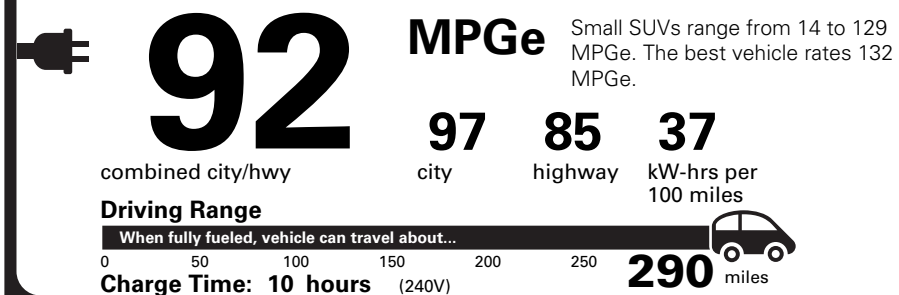 92
MPGe
Small SUVs range from 14 to 129
MPGe. The best vehicle rates 132
MPGe.
combined city/hwy
97
city
85
highway
37
kW-hrs per
100 miles
Driving Range
When fully fueled, vehicle can travel about...
0 50 100 150 200 250 290 miles
Charge Time: 10 hours (240V)